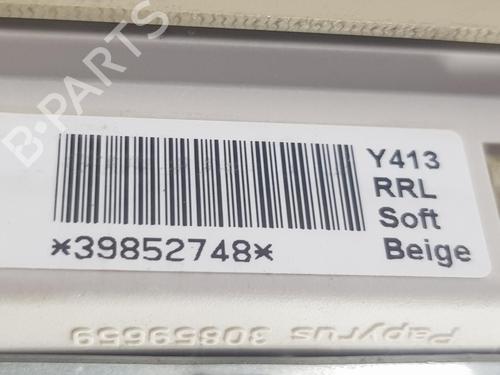 B-PARTS
Y413
RRL
Soft
Beige
*39852748*
Papyrus 30859659